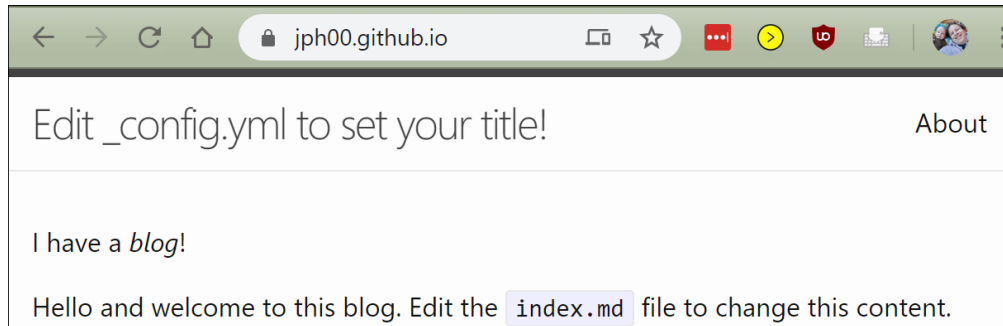 jph00.github.io
Edit _config.yml to set your title!
About
I have a blog!
Hello and welcome to this blog. Edit the index.md file to change this content.